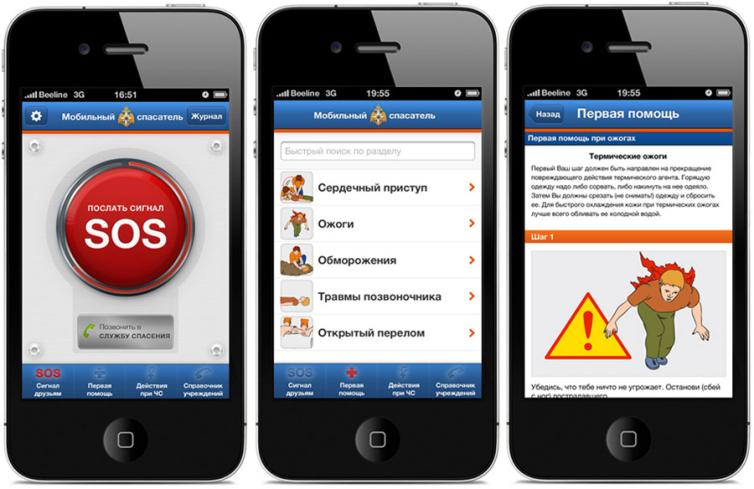 Beeline 3G 16:51
Мобильный спасатель Журнал
ПОСЛАТЬ СИГНАЛ
SOS
Позвонить в
СЛУЖБУ СПАСЕНИЯ
SOS
Сигнал
друзьям
Первая
помощь
Действия
при ЧС
Справочник
учреждений
Beeline 3G 19:55
Мобильный спасатель
Быстрый поиск по разделу
Сердечный приступ
Ожоги
Обморожения
Травмы позвоночника
Открытый перелом
SOS
Сигнал
друзьям
Первая
помощь
Действия
при ЧС
Справочник
учреждений
Beeline 3G 19:55
Назад Первая помощь
Первая помощь при ожогах
Термические ожоги
Первый Ваш шаг должен быть направлен на прекращение
повреждающего действия термического агента. Горящую
одежду надо либо сорвать, либо накинуть на нее одеяло.
Затем Вы должны срезать (не снимать!) одежду и сбросить
ее. Для быстрого охлаждения кожи при термических ожогах
лучше всего обливать ее холодной водой.
Шаг 1
Убедись, что тебе ничто не угрожает. Останови (сбей
с ног) пострадавшего